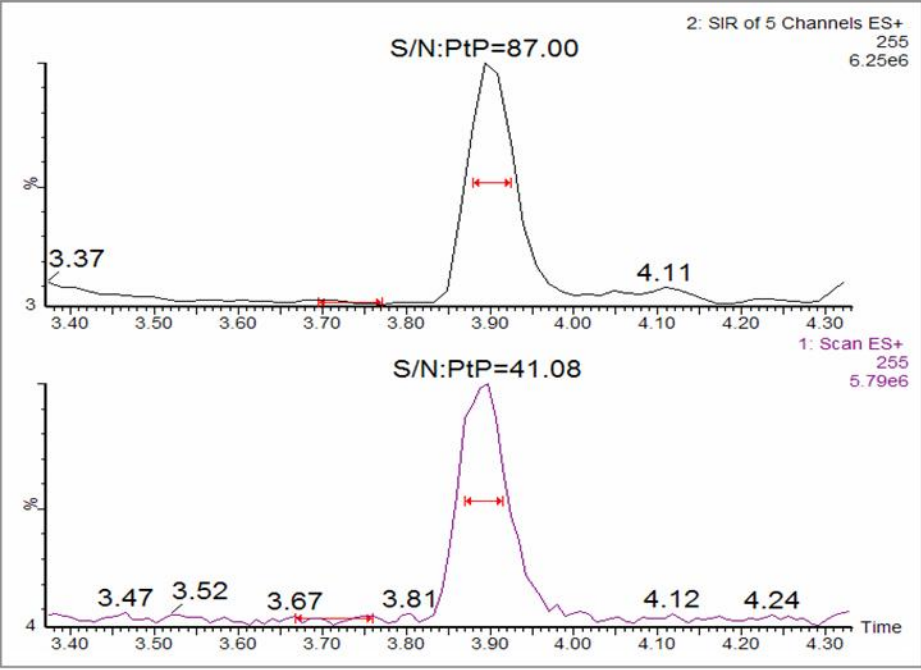 2: SIR of 5 Channels ES+
255
6.25e6
S/N:PtP=87.00
%
3.37
4.11
3
3.40 3.50 3.60 3.70 3.80 3.90 4.00 4.10 4.20 4.30
1: Scan ES+
255
5.79e6
S/N:PtP=41.08
%
3.47 3.52 3.67 3.81 4.12 4.24
4
Time
3.40 3.50 3.60 3.70 3.80 3.90 4.00 4.10 4.20 4.30